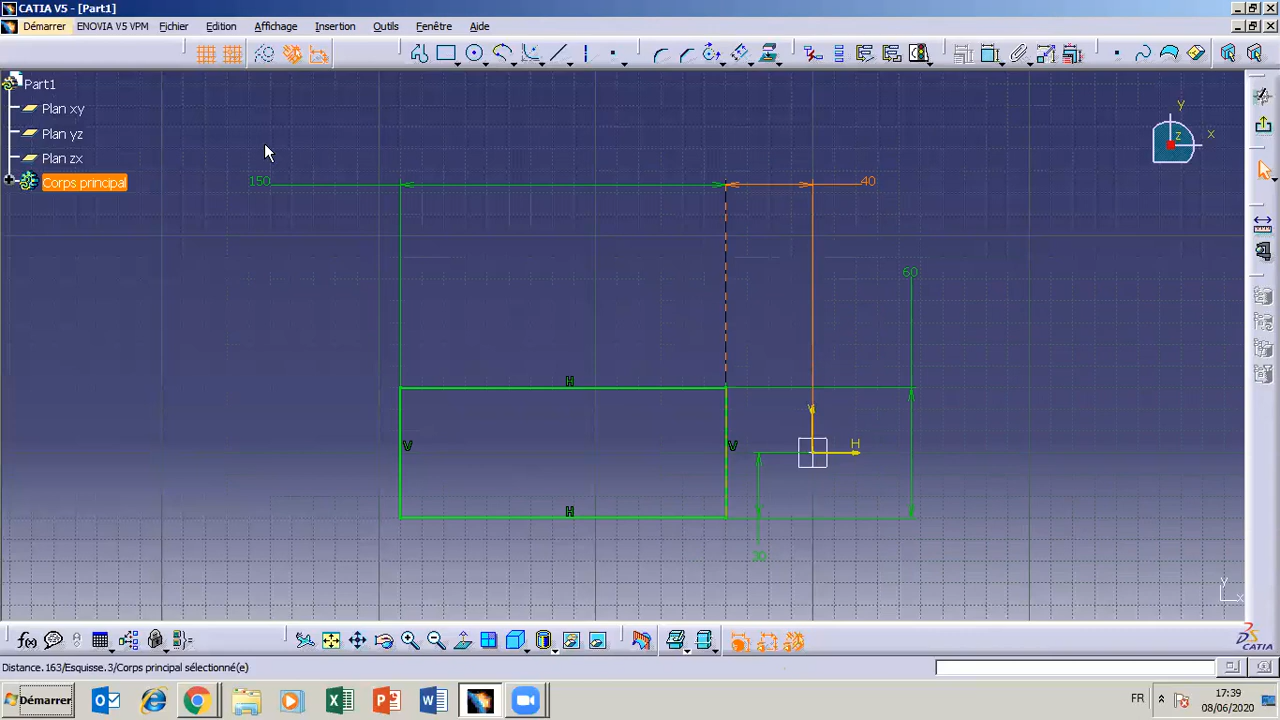 CATIA V5 - [Part1]
Démarrer ENOVIA V5 VPM Fichier Edition Affichage Insertion Outils Fenêtre Aide
Part1
Plan xy
Plan yz
Plan zx
Corps principal
y
z
x
150
40
60
H
V
V
V
H
H
30
y
x
f(x)
CATIA
Distance.163/Esquisse.3/Corps principal sélectionné(e)
Démarrer
FR
17:39
08/06/2020